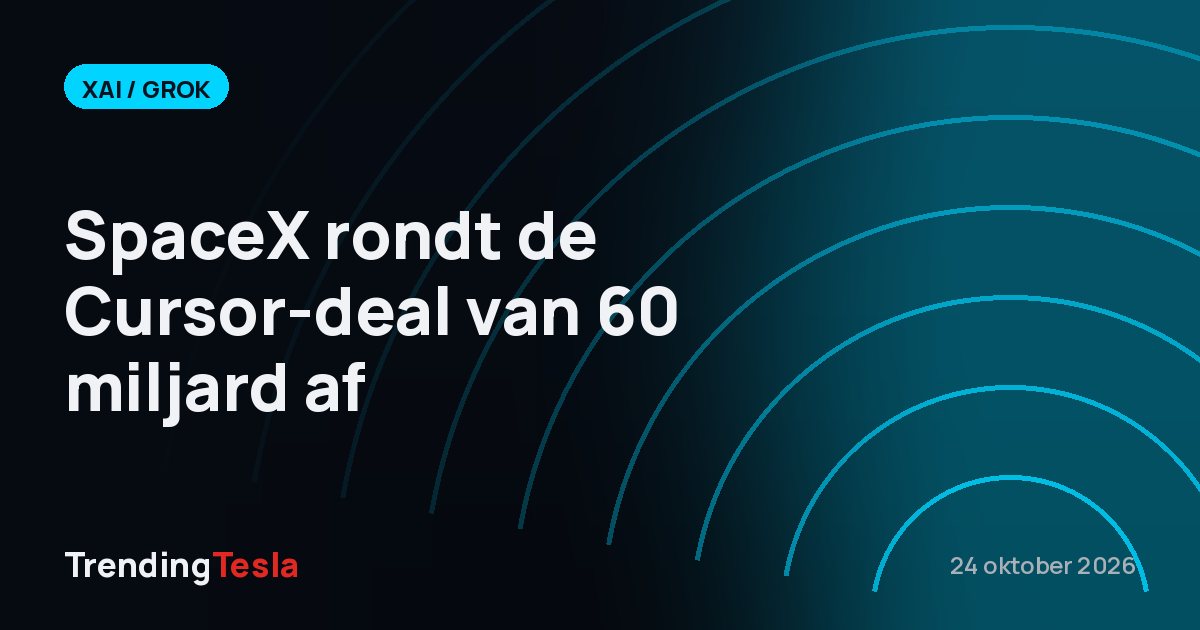 XAI / GROK
SpaceX rondt de
Cursor-deal van 60
miljard af
TrendingTesla
24 oktober 2026